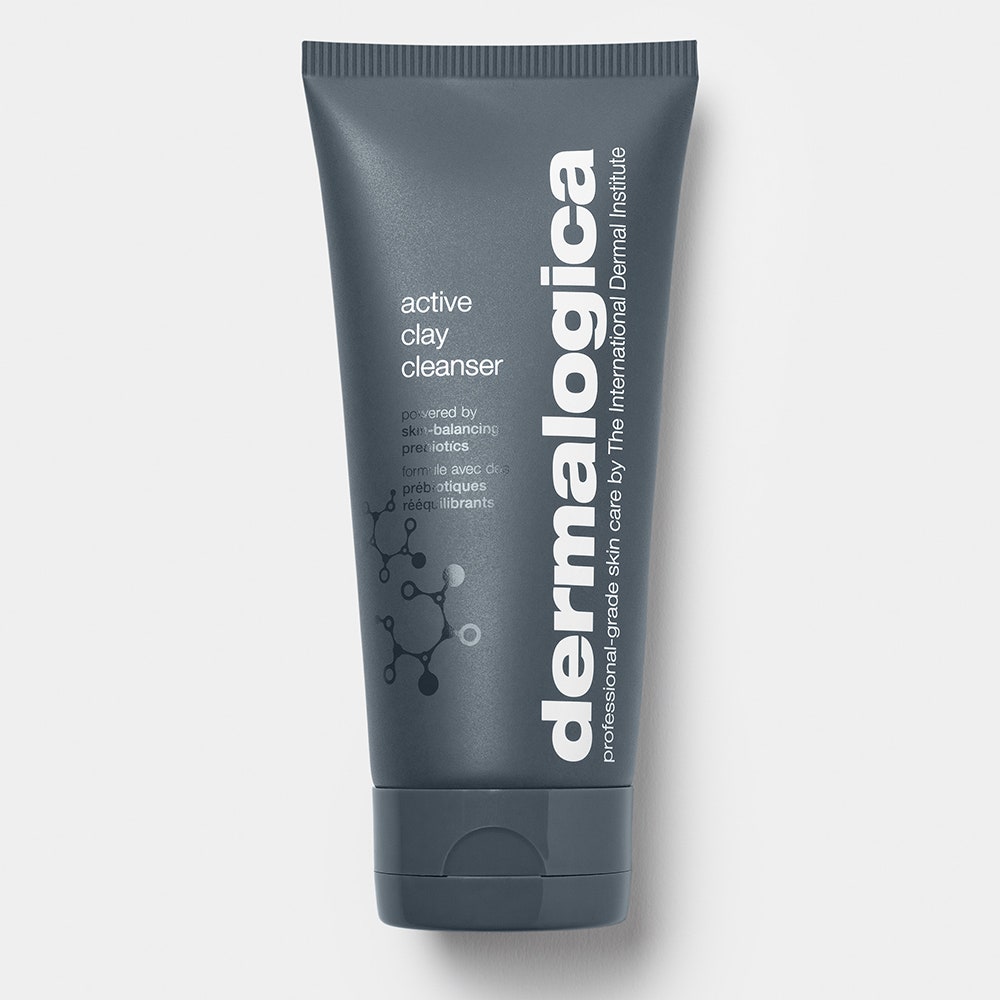 active
clay
cleanser
powered by
skin-balancing
prebiotics
formule avec des
prébiotiques
rééquilibrants
dermalogica
professional-grade skin care by The International Dermal Institute